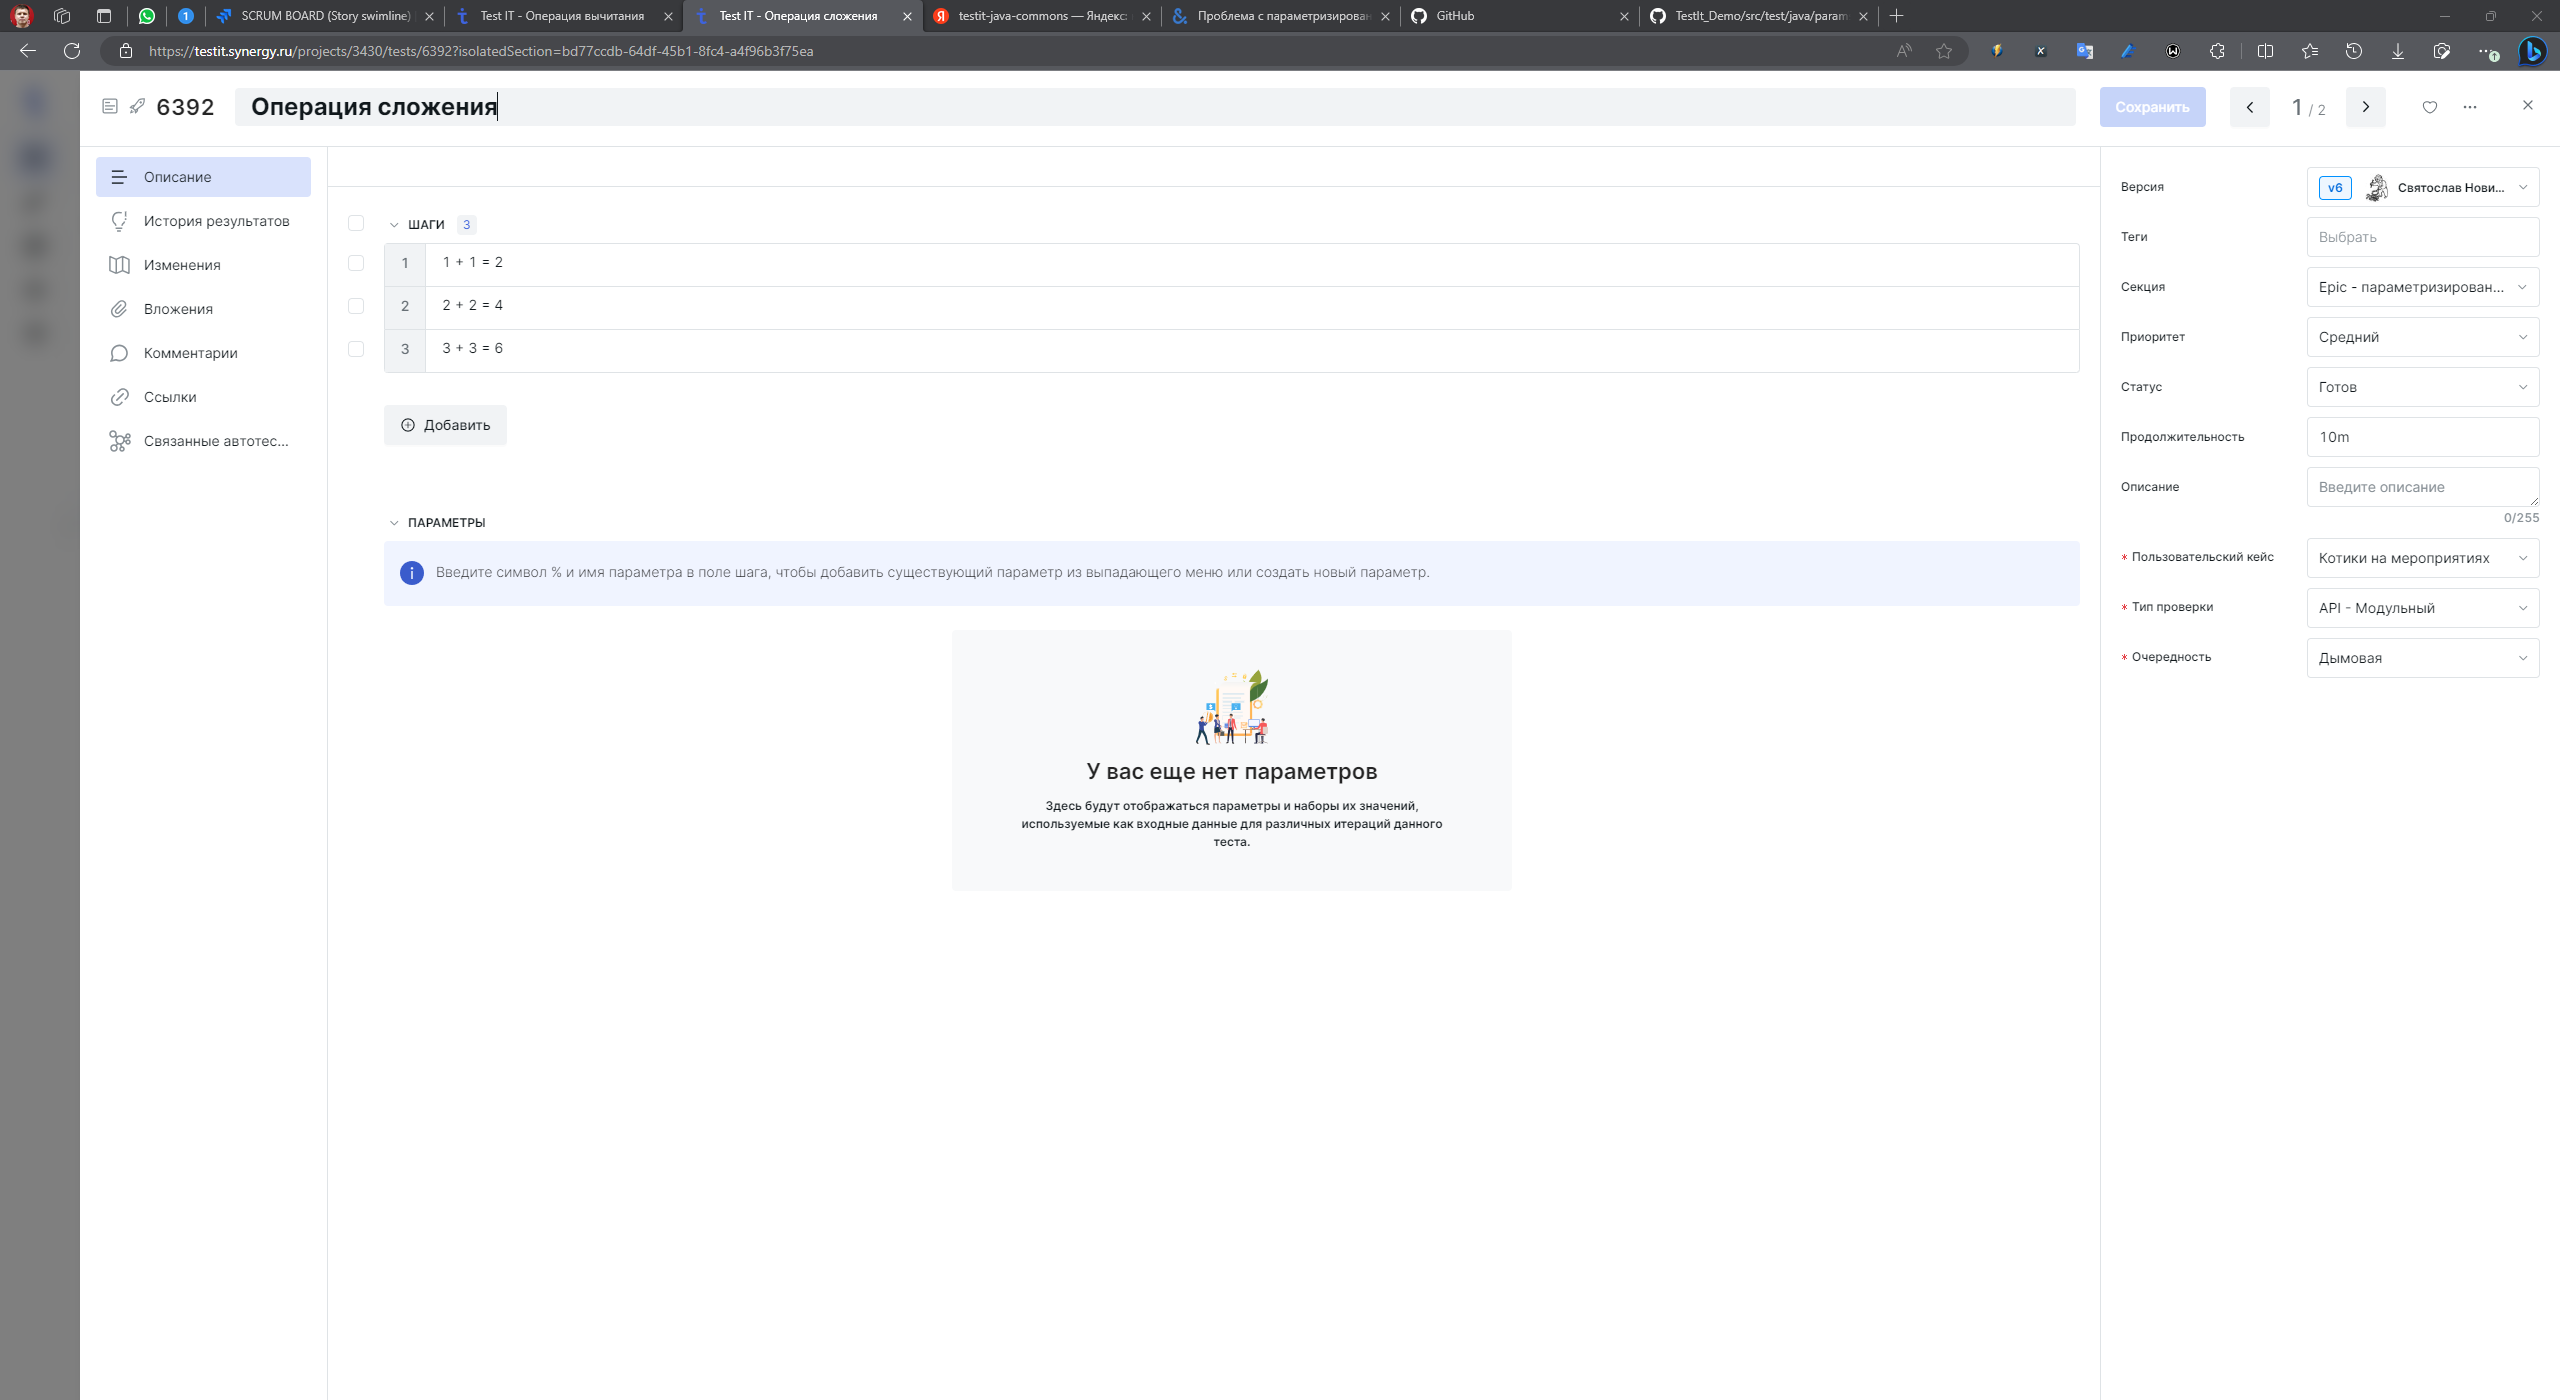 SCRUM BOARD (Story swimline)
Test IT - Операция вычитания
Test IT - Операция сложения
testit-java-commons — Яндекс:
Проблема с параметризирован
GitHub
TestIt_Demo/src/test/java/param
https://testit.synergy.ru/projects/3430/tests/6392?isolatedSection=bd77ccdb-64df-45b1-8fc4-a4f96b3f75ea
6392
Операция сложения
Сохранить
1 / 2
Описание
История результатов
Изменения
Вложения
Комментарии
Ссылки
Связанные автотес...
ШАГИ 3
1 1 + 1 = 2
2 2 + 2 = 4
3 3 + 3 = 6
Добавить
ПАРАМЕТРЫ
Введите символ % и имя параметра в поле шага, чтобы добавить существующий параметр из выпадающего меню или создать новый параметр.
У вас еще нет параметров
Здесь будут отображаться параметры и наборы их значений,
используемые как входные данные для различных итераций данного
теста.
Версия v6 Святослав Нови...
Теги Выбрать
Секция Epic - параметризирован...
Приоритет Средний
Статус Готов
Продолжительность 10m
Описание Введите описание
0/255
* Пользовательский кейс Котики на мероприятиях
* Тип проверки API - Модульный
* Очередность Дымовая